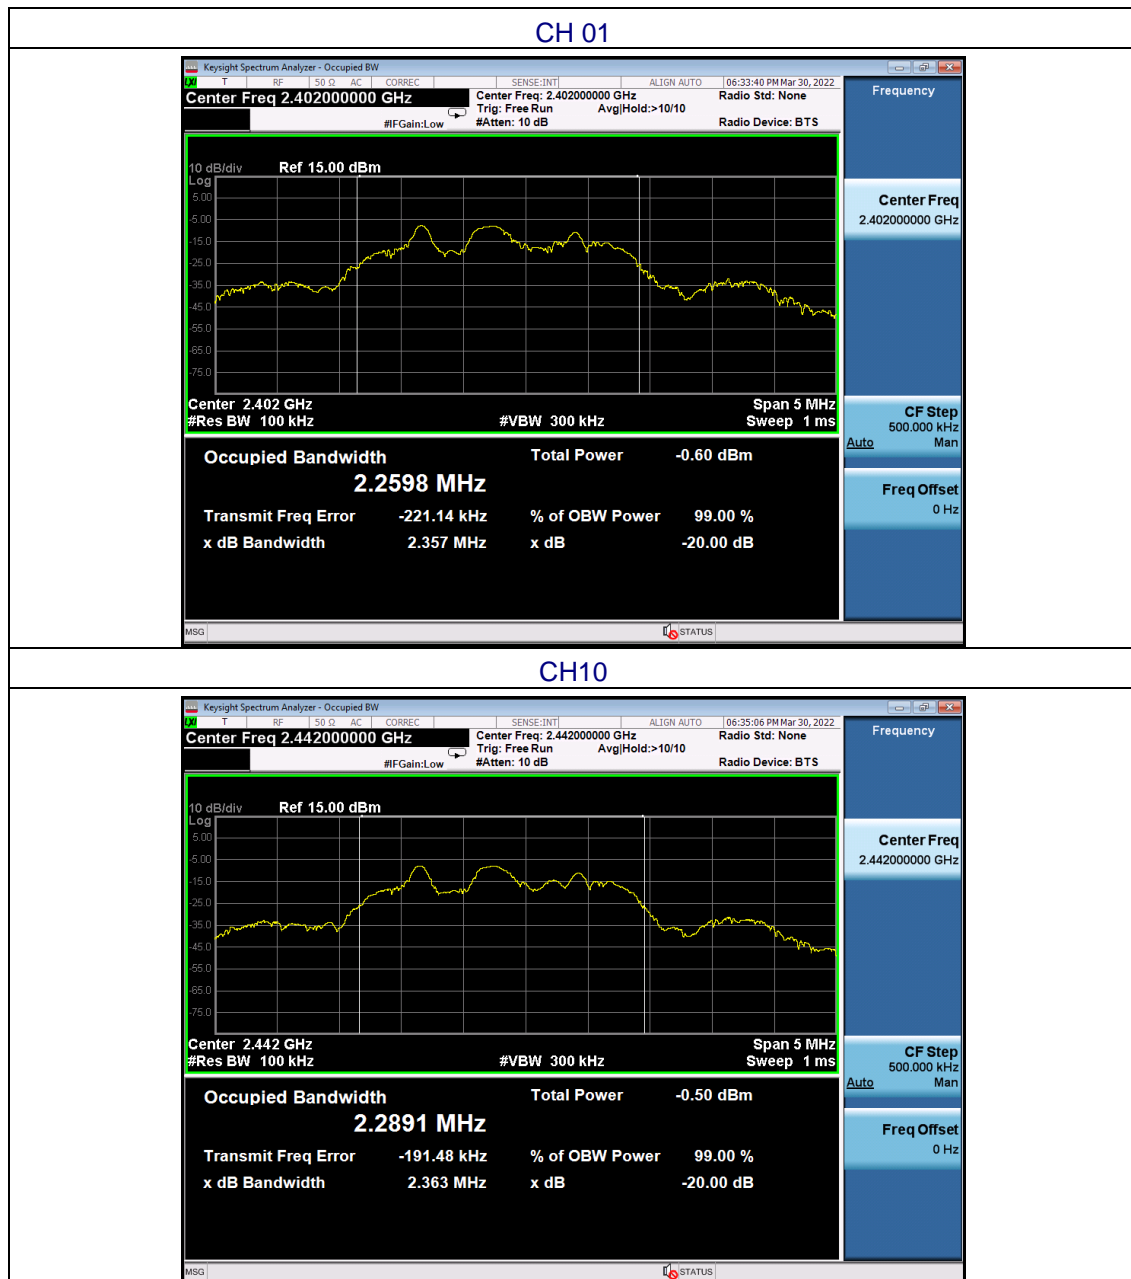 CH 01
Keysight Spectrum Analyzer - Occupied BW
LXI T RF 50 Ω AC CORREC SENSE:INT ALIGN AUTO 06:33:40 PM Mar 30, 2022
Center Freq 2.402000000 GHz
Center Freq: 2.402000000 GHz
Radio Std: None
Trig: Free Run Avg|Hold:>10/10
#IFGain:Low
#Atten: 10 dB
Radio Device: BTS
Frequency
10 dB/div Ref 15.00 dBm
Log
5.00
-5.00
-15.0
-25.0
-35.0
-45.0
-55.0
-65.0
-75.0
Center Freq
2.402000000 GHz
Center 2.402 GHz Span 5 MHz
#Res BW 100 kHz #VBW 300 kHz Sweep 1 ms
CF Step
500.000 kHz
Auto Man
Freq Offset
0 Hz
Occupied Bandwidth Total Power -0.60 dBm
2.2598 MHz
Transmit Freq Error -221.14 kHz % of OBW Power 99.00 %
x dB Bandwidth 2.357 MHz x dB -20.00 dB
MSG STATUS
CH10
Keysight Spectrum Analyzer - Occupied BW
LXI T RF 50 Ω AC CORREC SENSE:INT ALIGN AUTO 06:35:06 PM Mar 30, 2022
Center Freq 2.442000000 GHz
Center Freq: 2.442000000 GHz
Radio Std: None
Trig: Free Run Avg|Hold:>10/10
#IFGain:Low
#Atten: 10 dB
Radio Device: BTS
Frequency
10 dB/div Ref 15.00 dBm
Log
5.00
-5.00
-15.0
-25.0
-35.0
-45.0
-55.0
-65.0
-75.0
Center Freq
2.442000000 GHz
Center 2.442 GHz Span 5 MHz
#Res BW 100 kHz #VBW 300 kHz Sweep 1 ms
CF Step
500.000 kHz
Auto Man
Freq Offset
0 Hz
Occupied Bandwidth Total Power -0.50 dBm
2.2891 MHz
Transmit Freq Error -191.48 kHz % of OBW Power 99.00 %
x dB Bandwidth 2.363 MHz x dB -20.00 dB
MSG STATUS